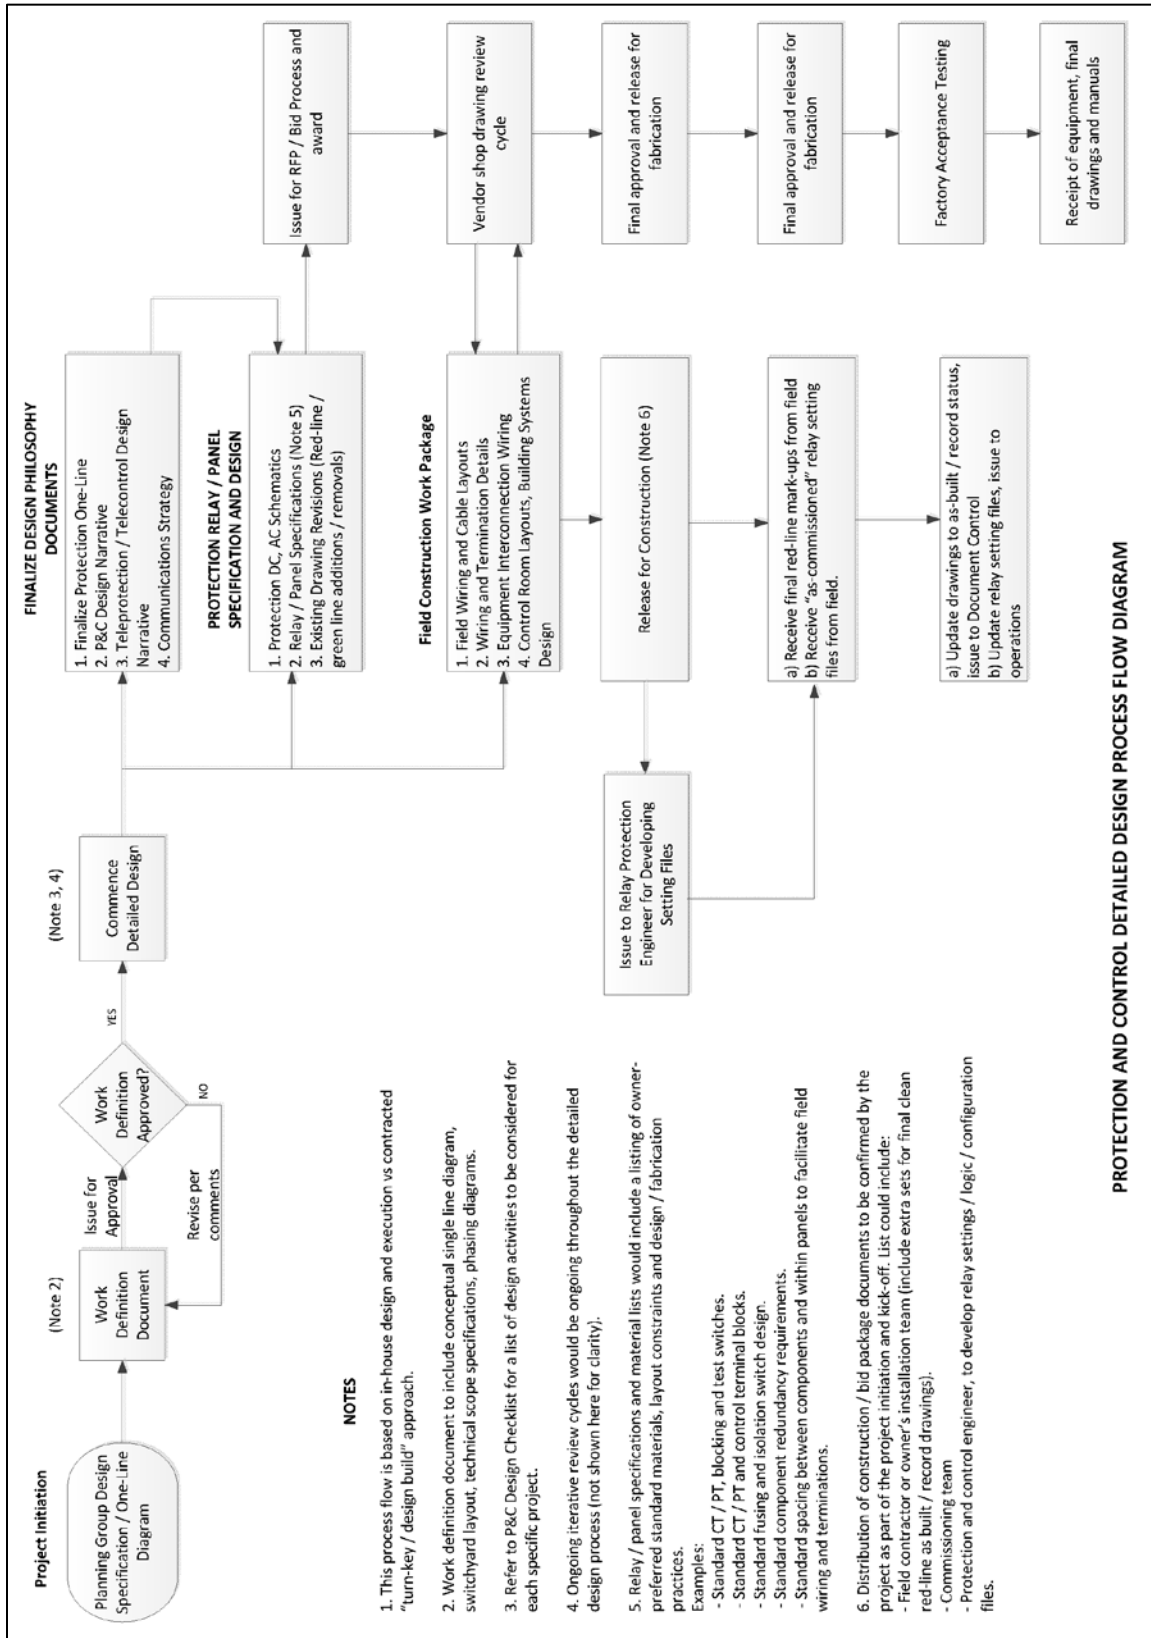 Project Initiation
Planning Group Design
Specification / One-Line
Diagram
(Note 2)
Work
Definition
Document
Issue for
Approval
Revise per
comments
Work
Definition
Approved?
YES
NO
(Note 3, 4)
Commence
Detailed Design
FINALIZE DESIGN PHILOSOPHY
DOCUMENTS
1. Finalize Protection One-Line
2. P&C Design Narrative
3. Teleprotection / Telecontrol Design
Narrative
4. Communications Strategy
PROTECTION RELAY / PANEL
SPECIFICATION AND DESIGN
1. Protection DC, AC Schematics
2. Relay / Panel Specifications (Note 5)
3. Existing Drawing Revisions (Red-line /
green line additions / removals)
Field Construction Work Package
1. Field Wiring and Cable Layouts
2. Wiring and Termination Details
3. Equipment Interconnection Wiring
4. Control Room Layouts, Building Systems
Design
Issue for RFP / Bid Process and
award
Vendor shop drawing review
cycle
Final approval and release for
fabrication
Final approval and release for
fabrication
Factory Acceptance Testing
Receipt of equipment, final
drawings and manuals
Release for Construction (Note 6)
Issue to Relay Protection
Engineer for Developing
Setting Files
a) Receive final red-line mark-ups from field
b) Receive “as-commissioned” relay setting
files from field.
a) Update drawings to as-built / record status,
issue to Document Control
b) Update relay setting files, issue to
operations
NOTES
1. This process flow is based on in-house design and execution vs contracted
“turn-key / design build” approach.
2. Work definition document to include conceptual single line diagram,
switchyard layout, technical scope specifications, phasing diagrams.
3. Refer to P&C Design Checklist for a list of design activities to be considered for
each specific project.
4. Ongoing iterative review cycles would be ongoing throughout the detailed
design process (not shown here for clarity).
5. Relay / panel specifications and material lists would include a listing of owner-
preferred standard materials, layout constraints and design / fabrication
practices.
Examples:
- Standard CT / PT, blocking and test switches.
- Standard CT / PT and control terminal blocks.
- Standard fusing and isolation switch design.
- Standard component redundancy requirements.
- Standard spacing between components and within panels to facilitate field
wiring and terminations.
6. Distribution of construction / bid package documents to be confirmed by the
project as part of the project initiation and kick-off. List could include:
- Field contractor or owner’s installation team (include extra sets for final clean
red-line as built / record drawings).
- Commissioning team
- Protection and control engineer, to develop relay settings / logic / configuration
files.
PROTECTION AND CONTROL DETAILED DESIGN PROCESS FLOW DIAGRAM